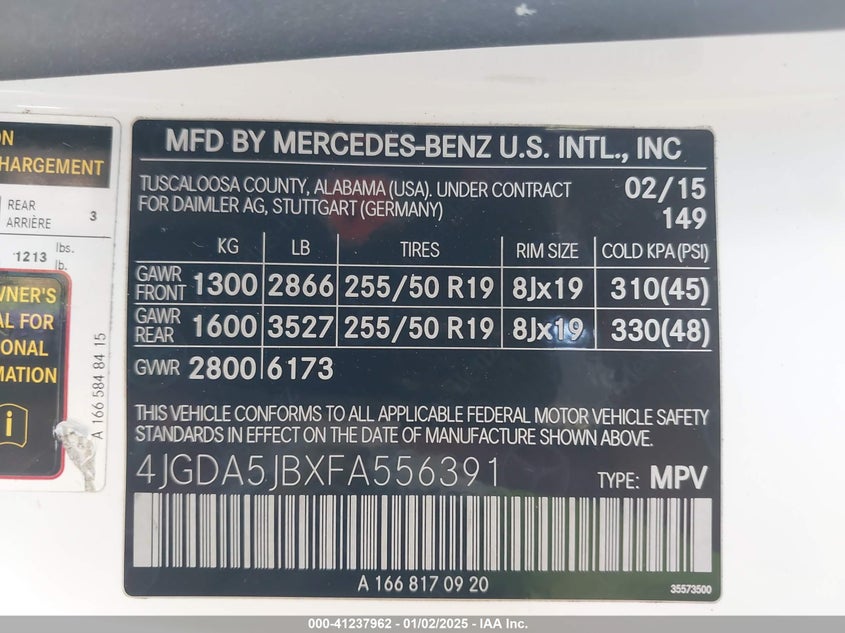 ON
CHARGEMENT
REAR
ARRIÈRE 3
1213 lbs.
lb.
WNER'S
AL FOR
IONAL
MATION
i
A 166 584 84 15
MFD BY MERCEDES-BENZ U.S. INTL., INC
TUSCALOOSA COUNTY, ALABAMA (USA). UNDER CONTRACT
FOR DAIMLER AG, STUTTGART (GERMANY)
02/15
149
KG LB TIRES RIM SIZE COLD KPA(PSI)
GAWR FRONT 1300 2866 255/50 R19 8Jx19 310(45)
GAWR REAR 1600 3527 255/50 R19 8Jx19 330(48)
GVWR 2800 6173
THIS VEHICLE CONFORMS TO ALL APPLICABLE FEDERAL MOTOR VEHICLE SAFETY
STANDARDS IN EFFECT ON THE DATE OF MANUFACTURE SHOWN ABOVE.
4JGDA5JBXFA556391 TYPE: MPV
A 166 817 09 20
35573500
000-41237962 - 01/02/2025 - IAA Inc.